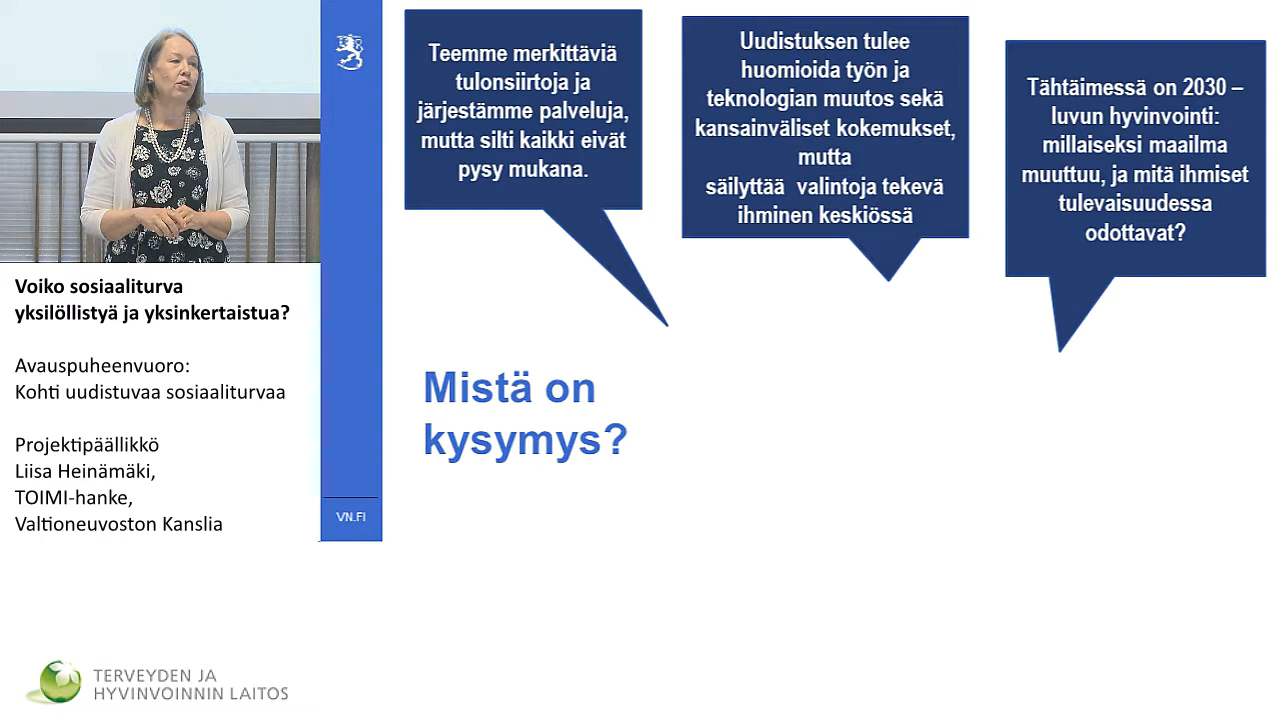 Voiko sosiaaliturva
yksilöllistyä ja yksinkertaistua?
Avauspuheenvuoro:
Kohti uudistuvaa sosiaaliturvaa
Projektipäällikkö
Liisa Heinämäki,
TOIMI-hanke,
Valtioneuvoston Kanslia
TERVEYDEN JA
HYVINVOINNIN LAITOS
VN.FI
Teemme merkittäviä
tulonsiirtoja ja
järjestämme palveluja,
mutta silti kaikki eivät
pysy mukana.
Uudistuksen tulee
huomioida työn ja
teknologian muutos sekä
kansainväliset kokemukset,
mutta
säilyttää valintoja tekevä
ihminen keskiössä
Tähtäimessä on 2030 –
luvun hyvinvointi:
millaiseksi maailma
muuttuu, ja mitä ihmiset
tulevaisuudessa
odottavat?
Mistä on
kysymys?